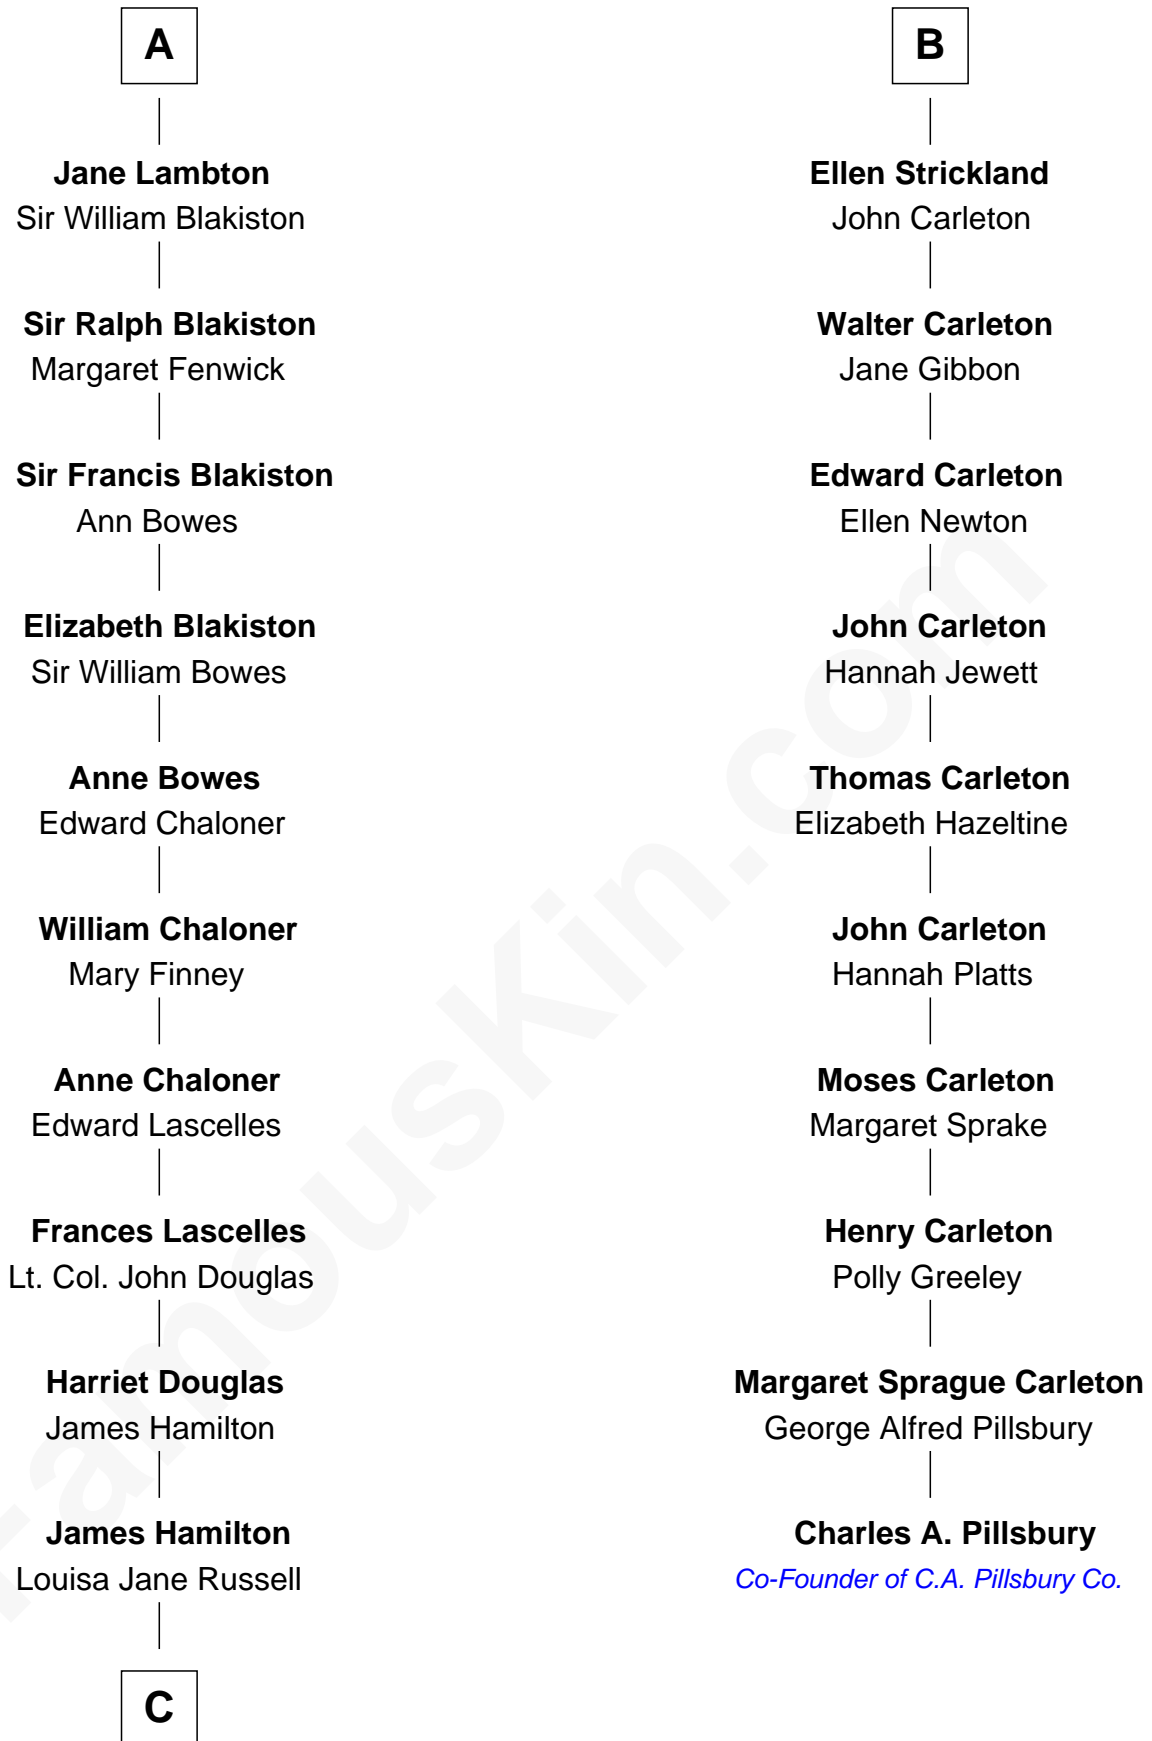 A
Jane Lambton
Sir William Blakiston
Sir Ralph Blakiston
Margaret Fenwick
Sir Francis Blakiston
Ann Bowes
Elizabeth Blakiston
Sir William Bowes
Anne Bowes
Edward Chaloner
William Chaloner
Mary Finney
Anne Chaloner
Edward Lascelles
Frances Lascelles
Lt. Col. John Douglas
Harriet Douglas
James Hamilton
James Hamilton
Louisa Jane Russell
C
B
Ellen Strickland
John Carleton
Walter Carleton
Jane Gibbon
Edward Carleton
Ellen Newton
John Carleton
Hannah Jewett
Thomas Carleton
Elizabeth Hazeltine
John Carleton
Hannah Platts
Moses Carleton
Margaret Sprake
Henry Carleton
Polly Greeley
Margaret Sprague Carleton
George Alfred Pillsbury
Charles A. Pillsbury
Co-Founder of C.A. Pillsbury Co.
FamousKin.com